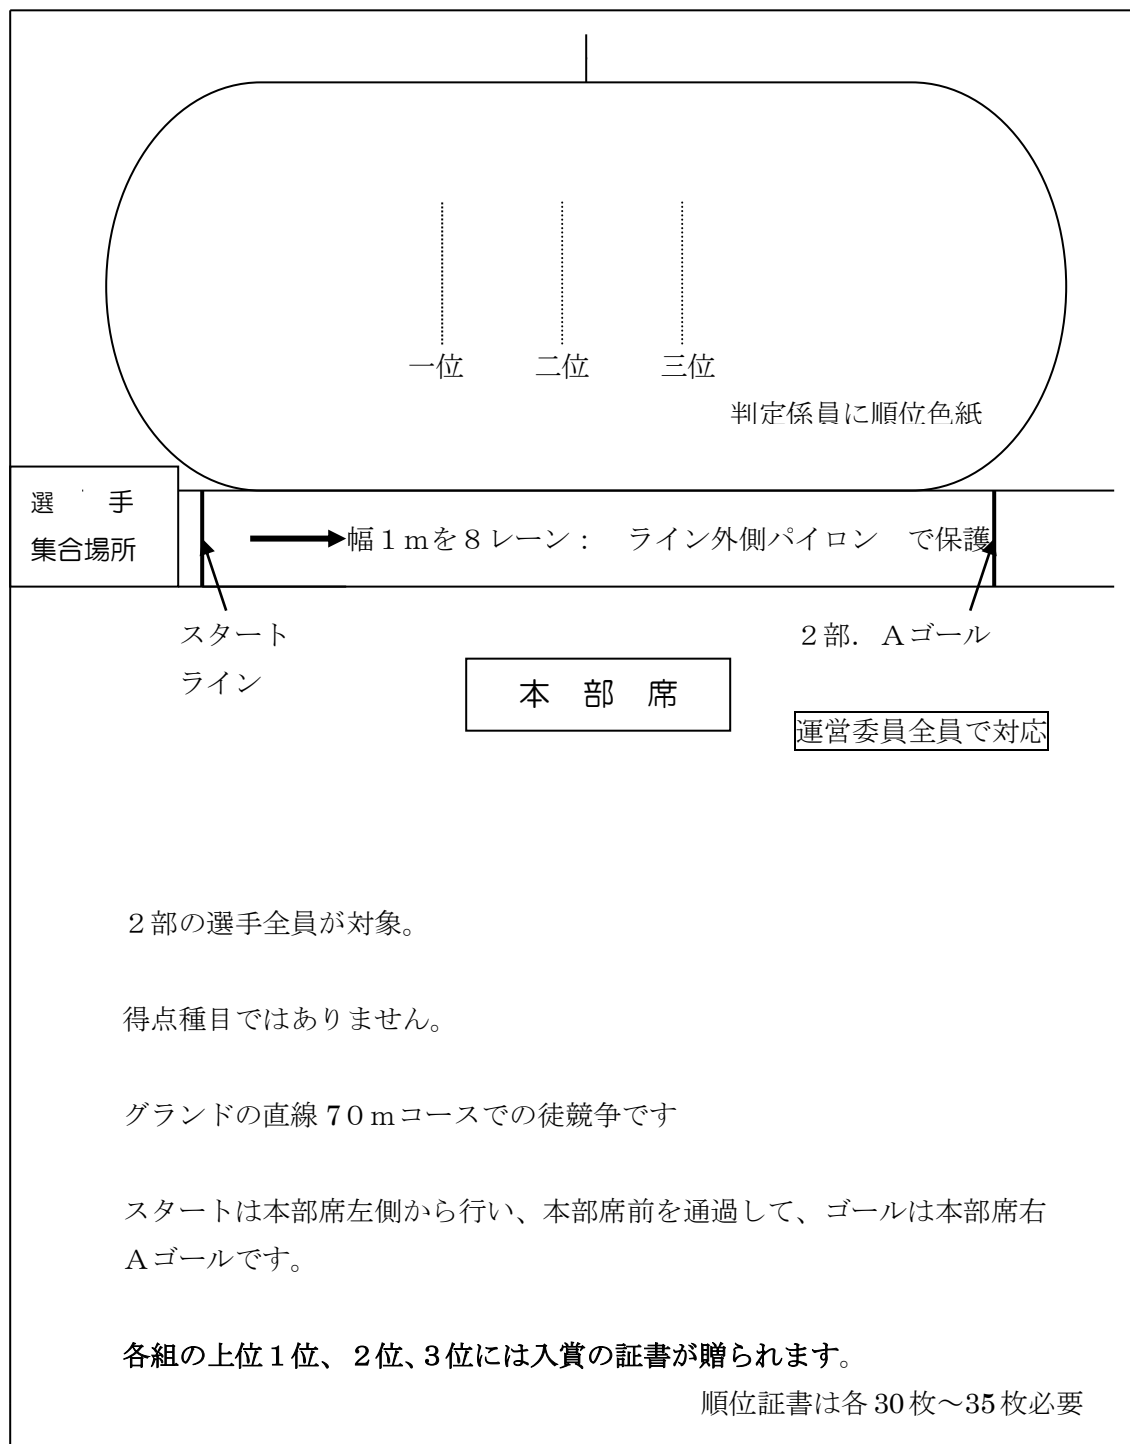 一位　二位　三位
判定係員に順位色紙
選　手
集合場所
幅１ｍを８レーン：　ライン外側パイロン　で保護
スタート
ライン
２部．Ａゴール
本　部　席
運営委員全員で対応
２部の選手全員が対象。
得点種目ではありません。
グランドの直線7０ｍコースでの徒競争です
スタートは本部席左側から行い、本部席前を通過して、ゴールは本部席右
Ａゴールです。
各組の上位１位、２位、３位には入賞の証書が贈られます。
順位証書は各30枚～35枚必要